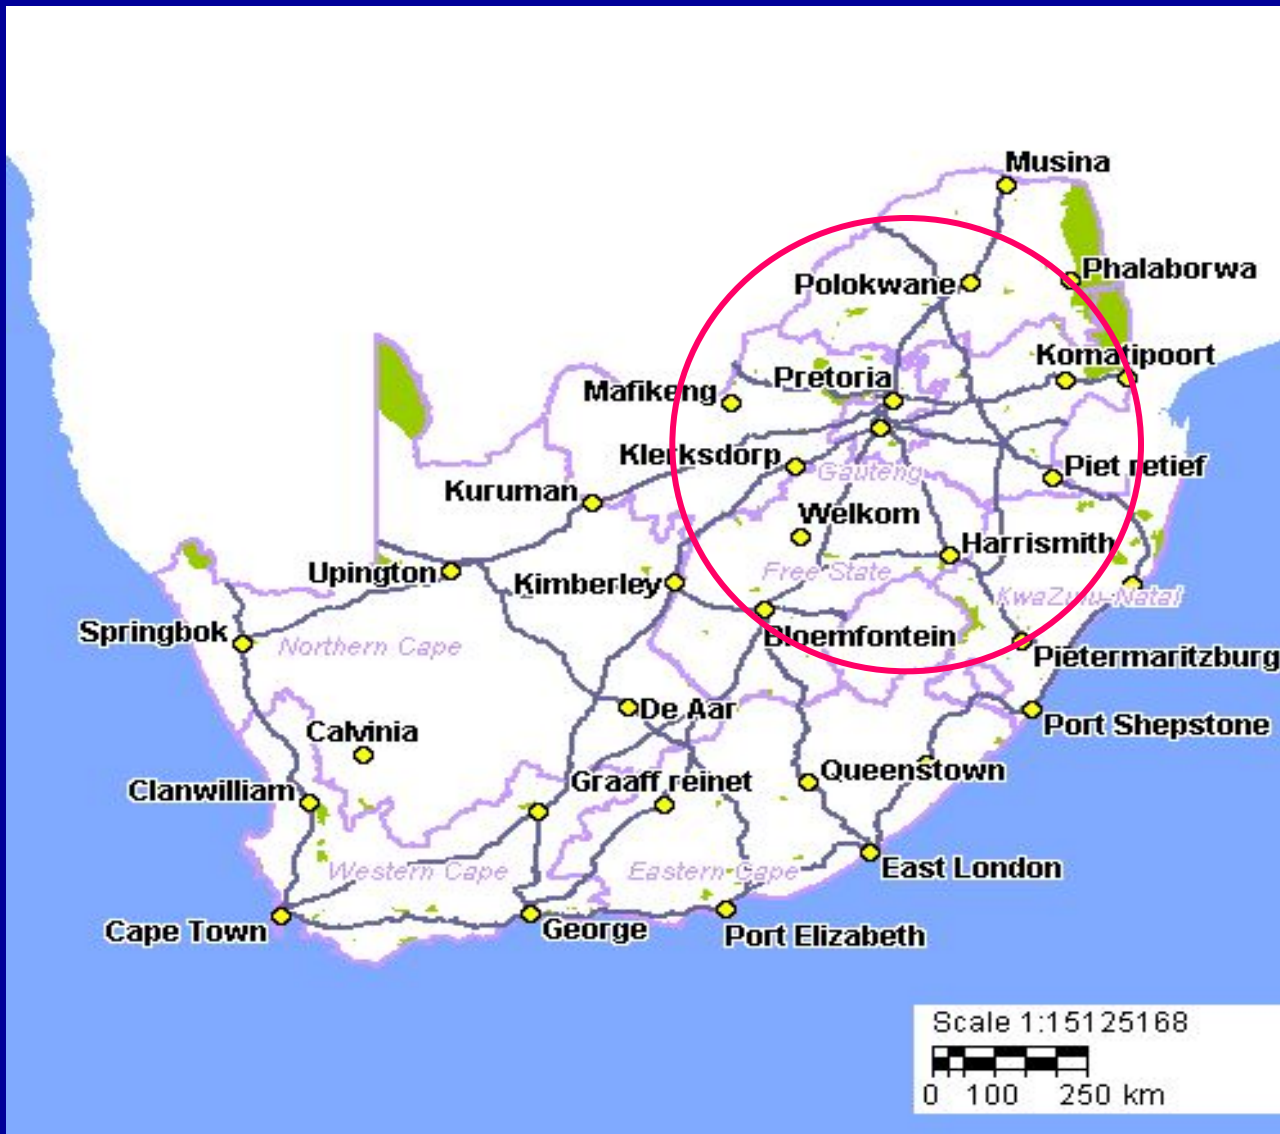 Musina
Phalaborwa
Polokwane
Komatipoort
Pretoria
Mafikeng
Klerksdorp
Gauteng
Piet retief
Kuruman
Welkom
Harrismith
Upington
Kimberley
Free State
KwaZulu-Natal
Springbok
Northern Cape
Bloemfontein
Pietermaritzburg
De Aar
Port Shepstone
Calvinia
Clanwilliam
Graaff reinet
Queenstown
Western Cape
Eastern Cape
East London
Cape Town
George
Port Elizabeth
Scale 1:15125168
0 100 250 km